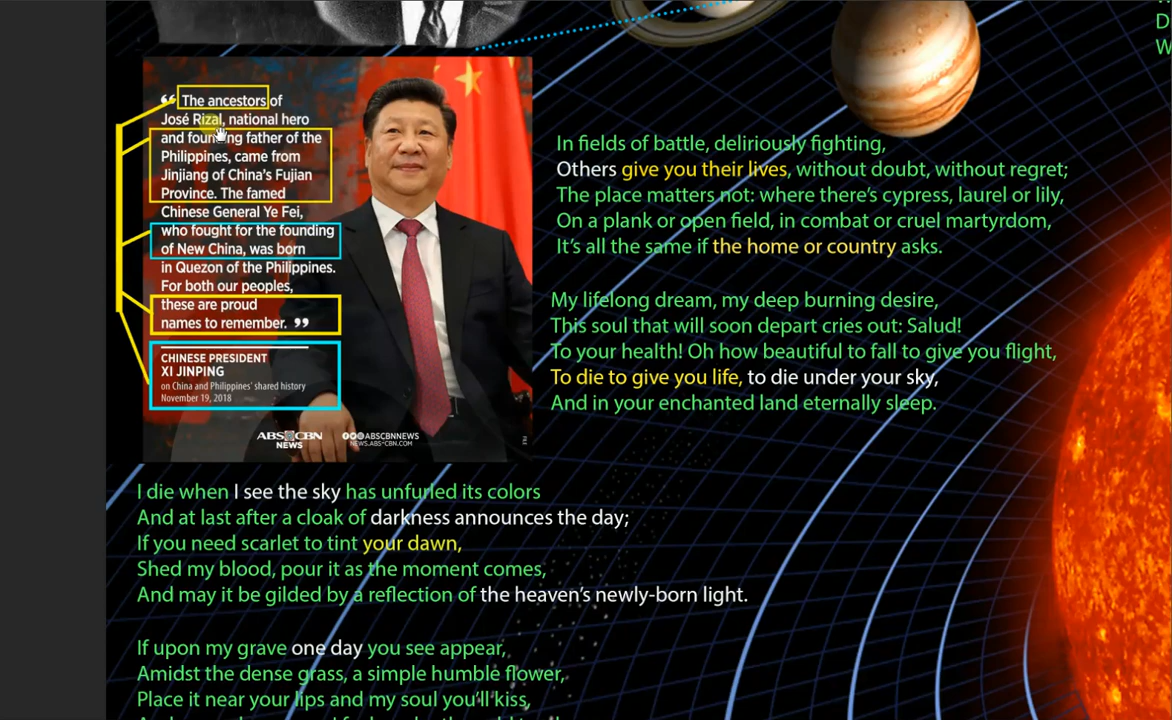 D
W
“ The ancestors of
José Rizal, national hero
and founding father of the
Philippines, came from
Jinjiang of China's Fujian
Province. The famed
Chinese General Ye Fei,
who fought for the founding
of New China, was born
in Quezon of the Philippines.
For both our peoples,
these are proud
names to remember. ”
CHINESE PRESIDENT
XI JINPING
on China and Philippines' shared history
November 19, 2018
ABS CBN
NEWS
ABSCBNNEWS
NEWS.ABS-CBN.COM
In fields of battle, deliriously fighting,
Others give you their lives, without doubt, without regret;
The place matters not: where there's cypress, laurel or lily,
On a plank or open field, in combat or cruel martyrdom,
It's all the same if the home or country asks.
My lifelong dream, my deep burning desire,
This soul that will soon depart cries out: Salud!
To your health! Oh how beautiful to fall to give you flight,
To die to give you life, to die under your sky,
And in your enchanted land eternally sleep.
I die when I see the sky has unfurled its colors
And at last after a cloak of darkness announces the day;
If you need scarlet to tint your dawn,
Shed my blood, pour it as the moment comes,
And may it be gilded by a reflection of the heaven's newly-born light.
If upon my grave one day you see appear,
Amidst the dense grass, a simple humble flower,
Place it near your lips and my soul you'll kiss,